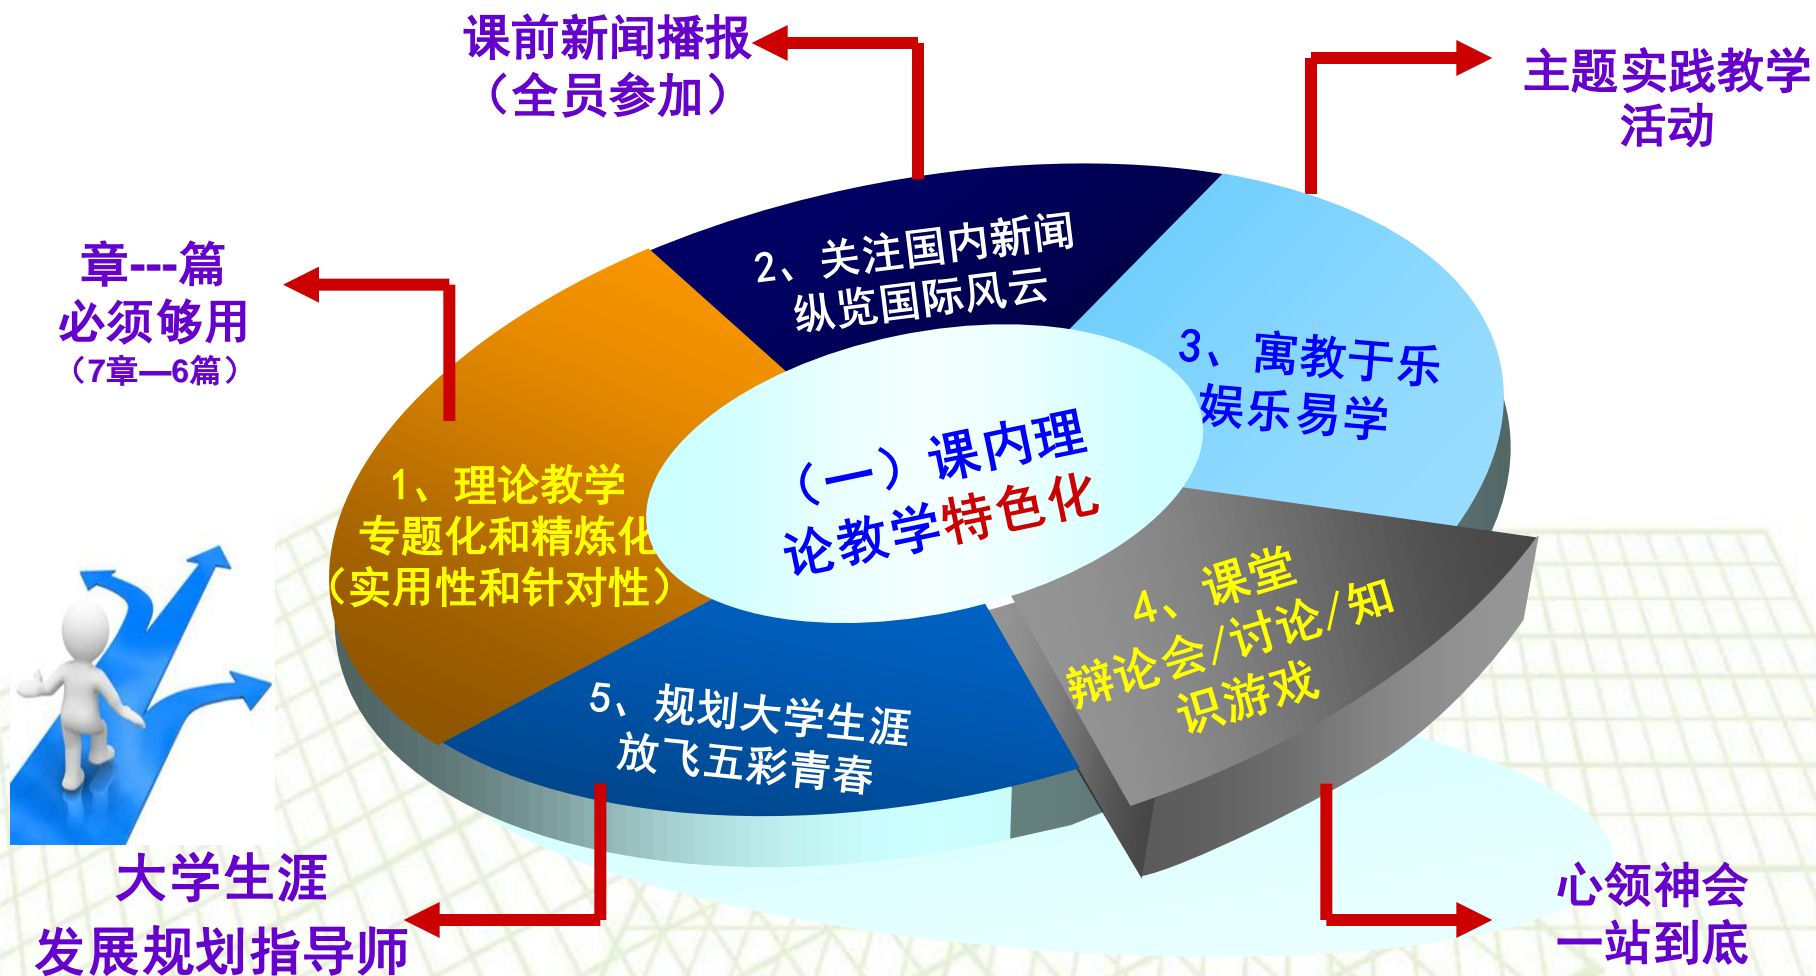 课前新闻播报
（全员参加）
主题实践教学
活动
章---篇
必须够用
（7章—6篇）
2、关注国内新闻
纵览国际风云
3、寓教于乐
娱乐易学
（一）课内理
论教学特色化
1、理论教学
专题化和精炼化
（实用性和针对性）
4、课堂
辩论会/讨论/知
识游戏
5、规划大学生涯
放飞五彩青春
大学生涯
发展规划指导师
心领神会
一站到底